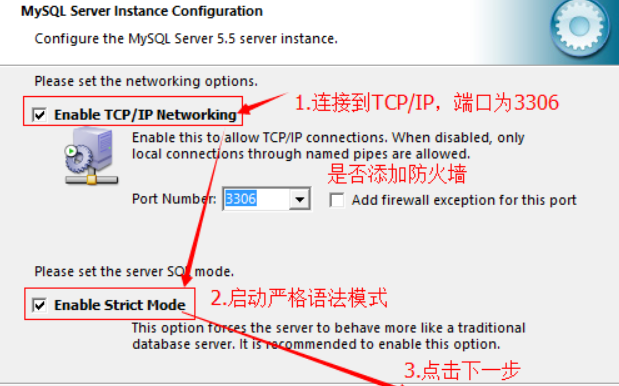 MySQL Server Instance Configuration
Configure the MySQL Server 5.5 server instance.
Please set the networking options.
1.连接到TCP/IP，端口为3306
Enable TCP/IP Networking
Enable this to allow TCP/IP connections. When disabled, only
local connections through named pipes are allowed.
是否添加防火墙
Port Number: 3306 Add firewall exception for this port
Please set the server SQL mode.
2.启动严格语法模式
Enable Strict Mode
This option forces the server to behave more like a traditional
database server. It is recommended to enable this option.
3.点击下一步